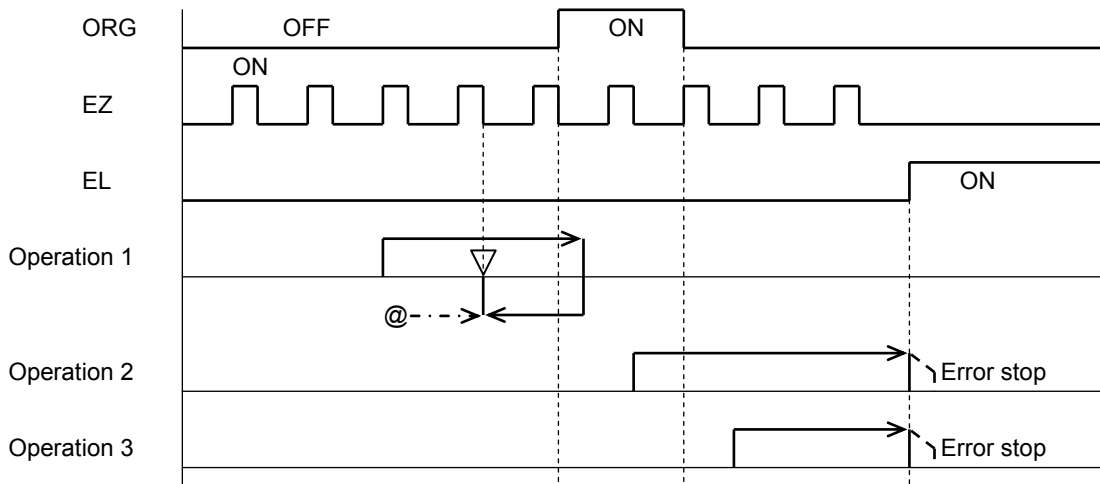 ORG OFF ON
ON
EZ
EL ON
Operation 1
@
Operation 2 Error stop
Operation 3 Error stop